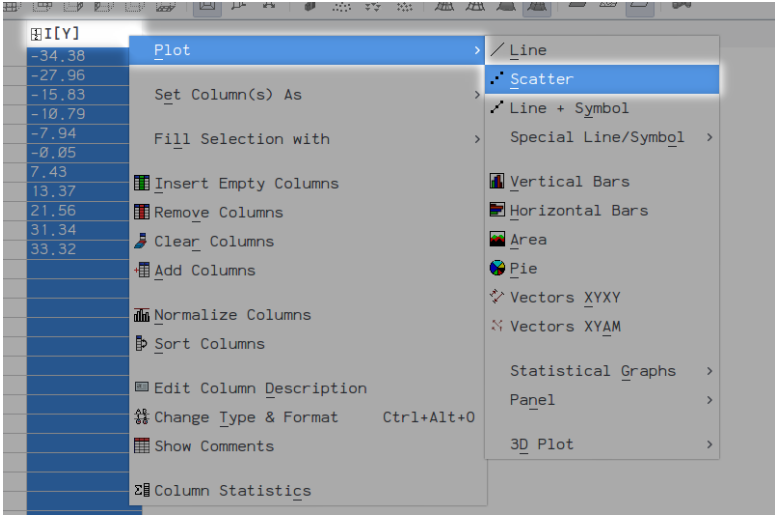 I[Y]
-34.38
-27.96
-15.83
-10.79
-7.94
-0.05
7.43
13.37
21.56
31.34
33.32
Plot
Set Column(s) As
Fill Selection with
Insert Empty Columns
Remove Columns
Clear Columns
Add Columns
Normalize Columns
Sort Columns
Edit Column Description
Change Type & Format Ctrl+Alt+O
Show Comments
Column Statistics
Line
Scatter
Line + Symbol
Special Line/Symbol
Vertical Bars
Horizontal Bars
Area
Pie
Vectors XYXY
Vectors XYAM
Statistical Graphs
Panel
3D Plot